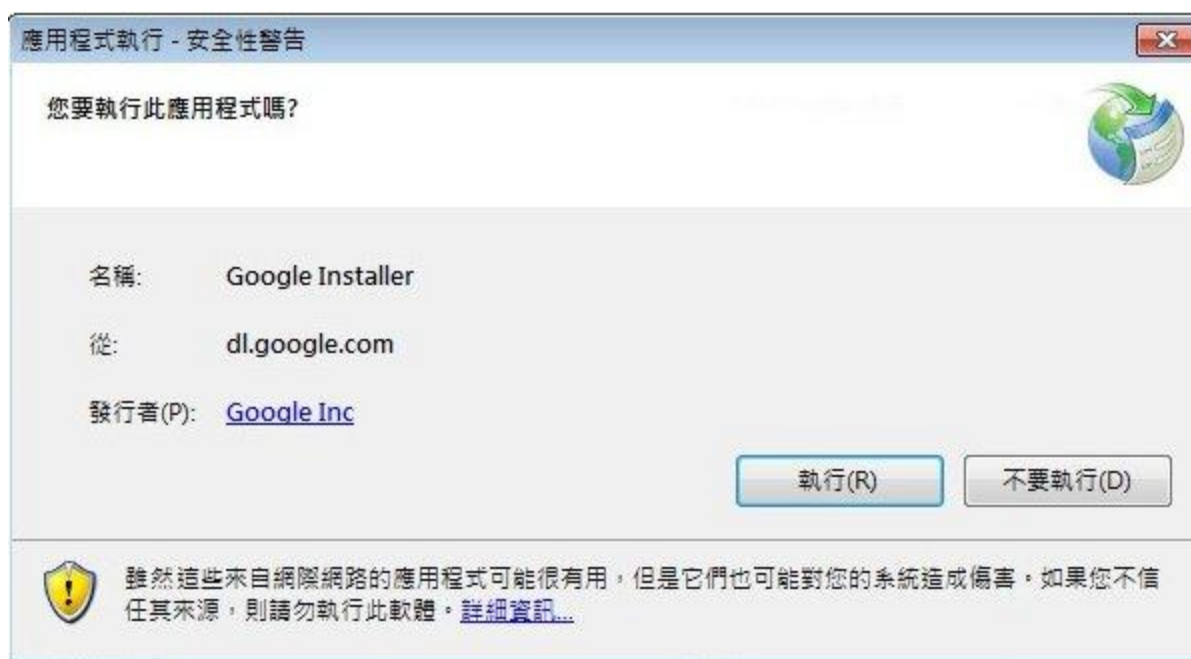 應用程式執行 - 安全性警告
您要執行此應用程式嗎?
名稱: Google Installer
從: dl.google.com
發行者(P): Google Inc
執行(R) 不要執行(D)
雖然這些來自網際網路的應用程式可能很有用，但是它們也可能對您的系統造成傷害。如果您不信
任其來源，則請勿執行此軟體。詳細資訊...